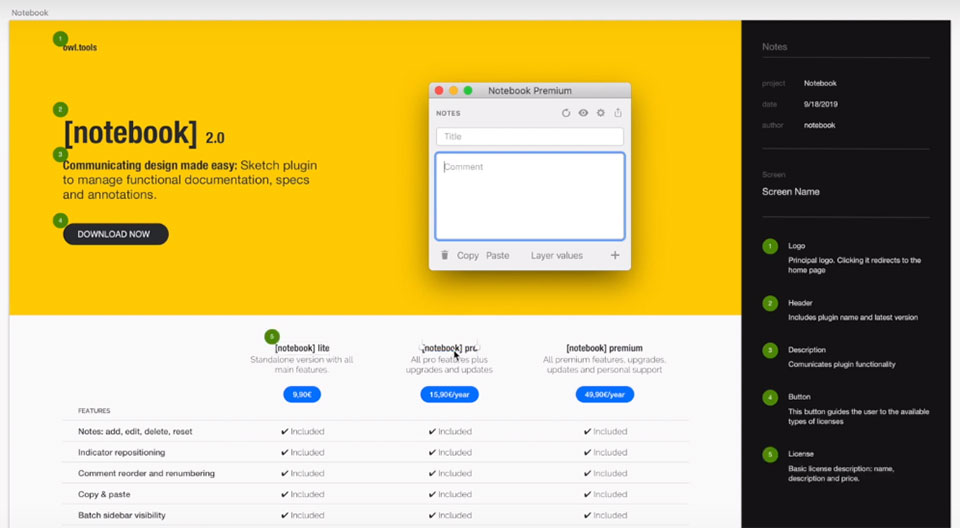 Notebook
1
owl.tools
2
[notebook] 2.0
3
Communicating design made easy: Sketch plugin
to manage functional documentation, specs
and annotations.
4
DOWNLOAD NOW
Notebook Premium
NOTES
Title
Comment
Copy Paste Layer values +
5
[notebook] lite
Standalone version with all
main features.
9,90€
[notebook] pro
All pro features plus
upgrades and updates
15,90€/year
[notebook] premium
All premium features, upgrades,
updates and personal support
49,90€/year
FEATURES
Notes: add, edit, delete, reset ✔ Included ✔ Included ✔ Included
Indicator repositioning ✔ Included ✔ Included ✔ Included
Comment reorder and renumbering ✔ Included ✔ Included ✔ Included
Copy & paste ✔ Included ✔ Included ✔ Included
Batch sidebar visibility ✔ Included ✔ Included ✔ Included
Notes
project Notebook
date 9/18/2019
author notebook
Screen
Screen Name
1 Logo
Principal logo. Clicking it redirects to the
home page
2 Header
Includes plugin name and latest version
3 Description
Comunicates plugin functionality
4 Button
This button guides the user to the available
types of licenses
5 License
Basic license description: name,
description and price.